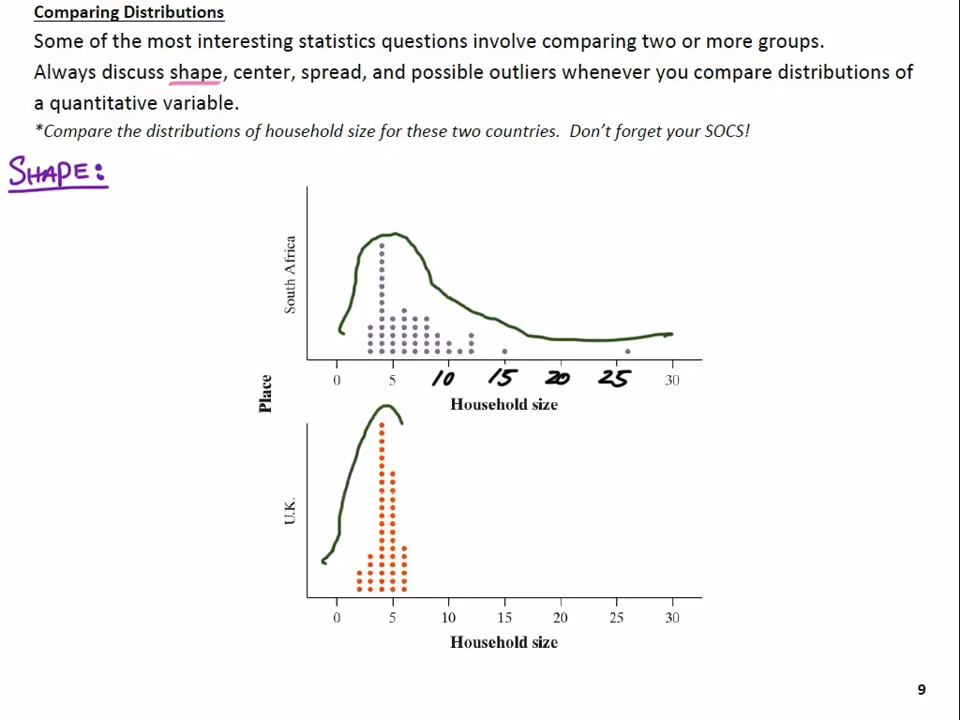 Comparing Distributions
Some of the most interesting statistics questions involve comparing two or more groups.
Always discuss shape, center, spread, and possible outliers whenever you compare distributions of
a quantitative variable.
*Compare the distributions of household size for these two countries. Don't forget your SOCS!
SHAPE:
South Africa
0 5 10 15 20 25 30
Household size
Place
U.K.
0 5 10 15 20 25 30
Household size
9